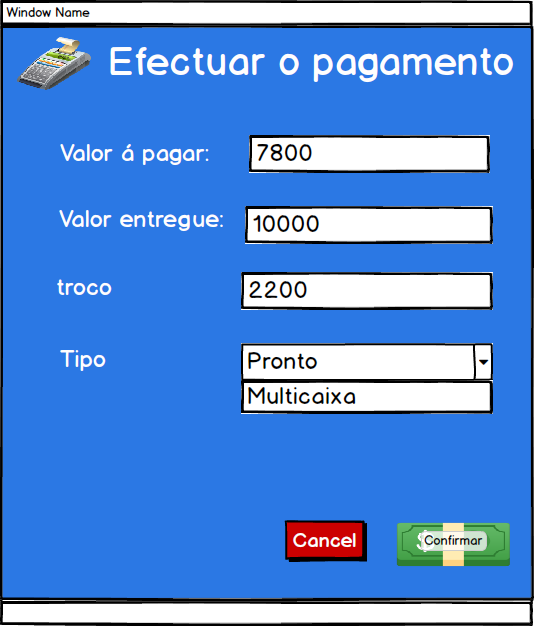 Window Name
Efectuar o pagamento
Valor á pagar: 7800
Valor entregue: 10000
troco 2200
Tipo Pronto
Multicaixa
Cancel $ Confirmar